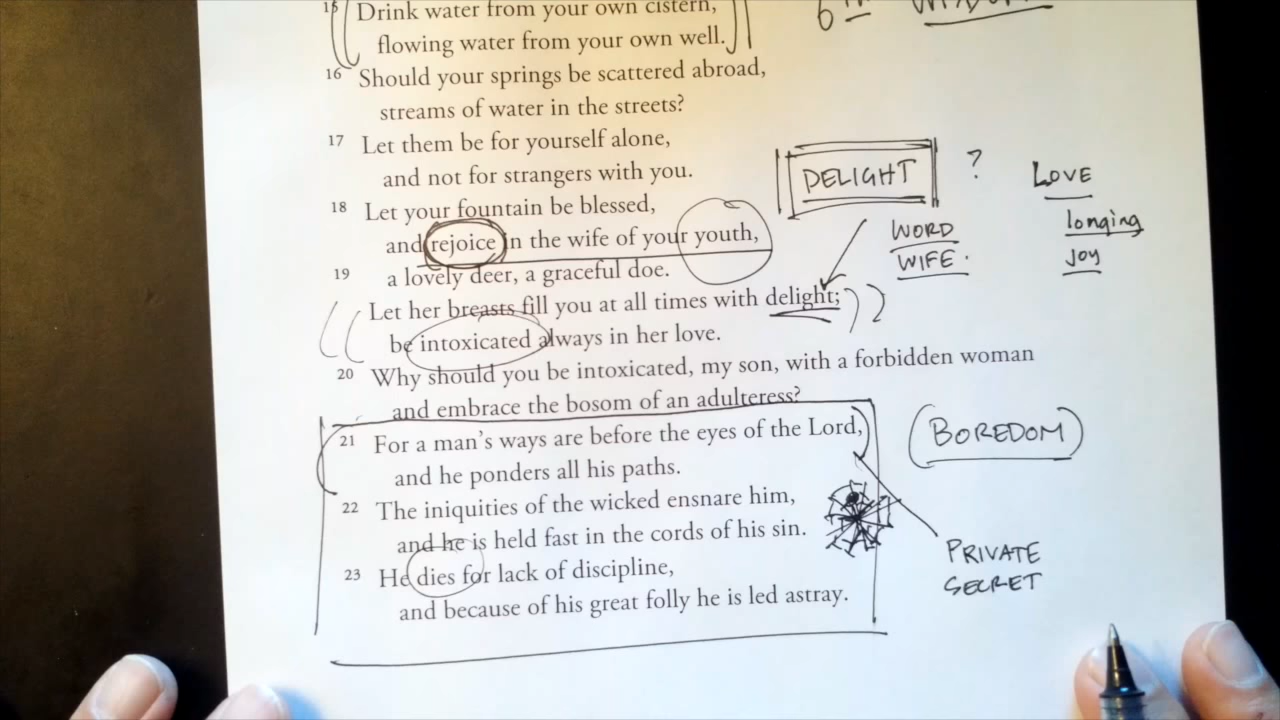 15 Drink water from your own cistern,
flowing water from your own well.
16 Should your springs be scattered abroad,
streams of water in the streets?
17 Let them be for yourself alone,
and not for strangers with you.
18 Let your fountain be blessed,
and rejoice in the wife of your youth,
19 a lovely deer, a graceful doe.
Let her breasts fill you at all times with delight;
be intoxicated always in her love.
20 Why should you be intoxicated, my son, with a forbidden woman
and embrace the bosom of an adulteress?
21 For a man's ways are before the eyes of the Lord,
and he ponders all his paths.
22 The iniquities of the wicked ensnare him,
and he is held fast in the cords of his sin.
23 He dies for lack of discipline,
and because of his great folly he is led astray.
6
DELIGHT ?
WORD
WIFE.
LOVE
longing
JOY
(BOREDOM)
PRIVATE
SECRET